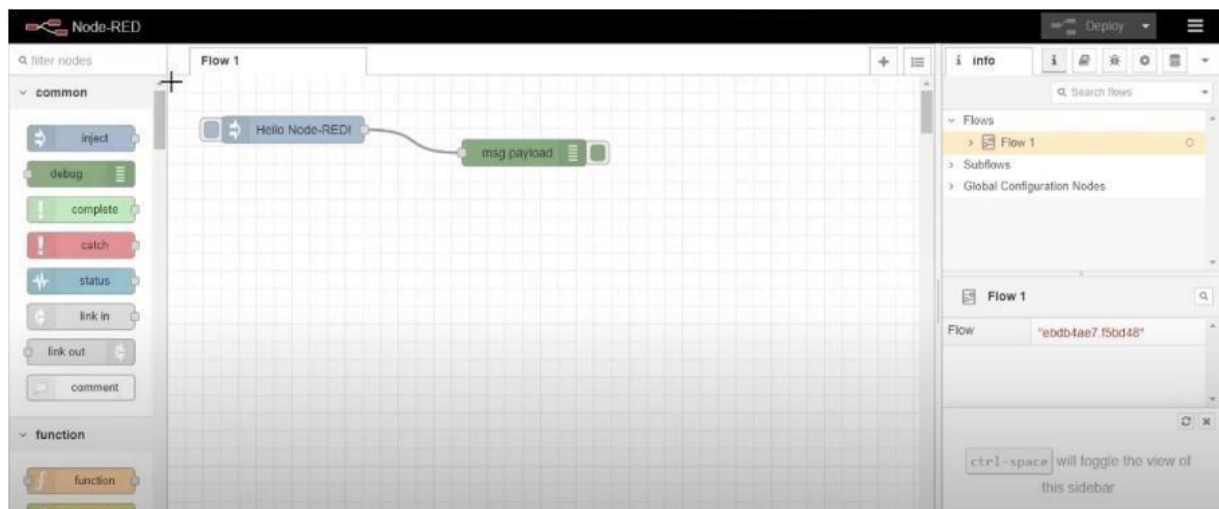 Node-RED
Deploy
filter nodes
Flow 1
i info
i
common
Search flows
inject
Hello Node-RED!
Flows
Flow 1
msg.payload
debug
Subflows
complete
Global Configuration Nodes
catch
status
Flow 1
link in
Flow
"ebdb4ae7.f5bd48"
link out
comment
function
ctrl-space will toggle the view of
this sidebar
function